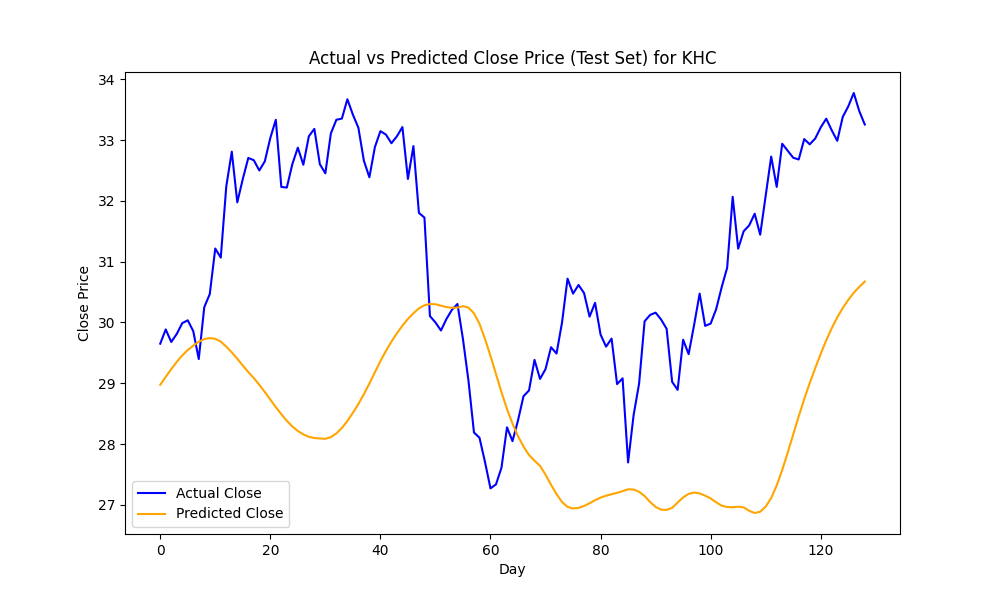 Actual vs Predicted Close Price (Test Set) for KHC
34
33
32
31
30
29
28
27
Close Price
Actual Close
Predicted Close
0 20 40 60 80 100 120
Day